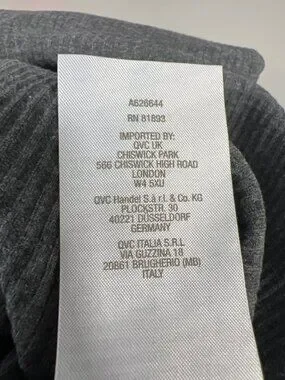 A626644
RN 81893
IMPORTED BY:
QVC UK
CHISWICK PARK
566 CHISWICK HIGH ROAD
LONDON
W4 5XU
QVC Handel S.à r.l. & Co. KG
PLOCKSTR. 30
40221 DÜSSELDORF
GERMANY
QVC ITALIA S.R.L
VIA GUZZINA 18
20861 BRUGHERIO (MB)
ITALY